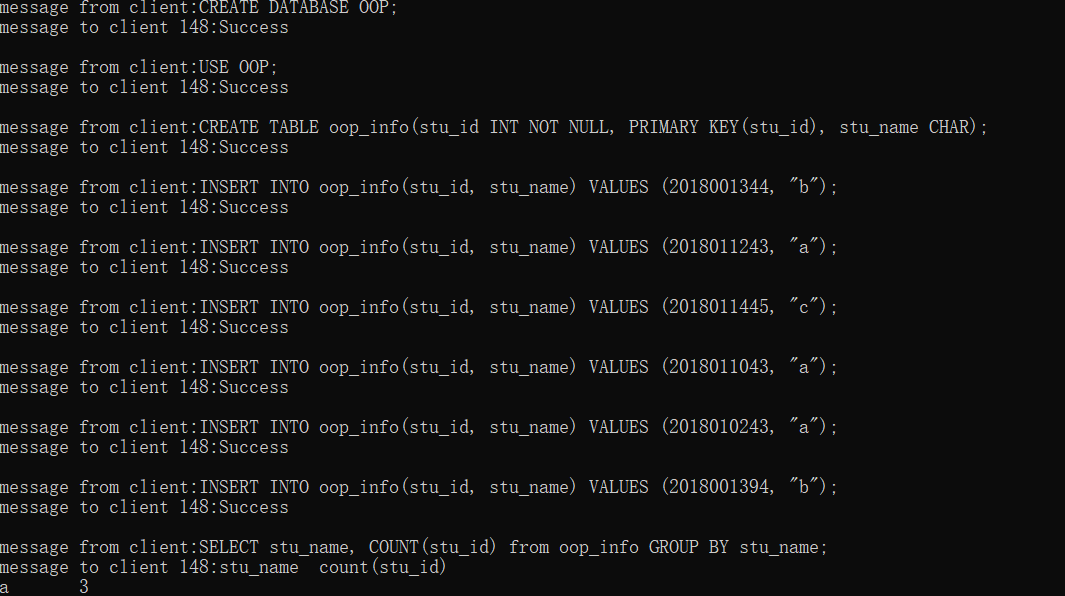 message from client:CREATE DATABASE OOP;
message to client 148:Success
message from client:USE OOP;
message to client 148:Success
message from client:CREATE TABLE oop_info(stu_id INT NOT NULL, PRIMARY KEY(stu_id), stu_name CHAR);
message to client 148:Success
message from client:INSERT INTO oop_info(stu_id, stu_name) VALUES (2018001344, "b");
message to client 148:Success
message from client:INSERT INTO oop_info(stu_id, stu_name) VALUES (2018011243, "a");
message to client 148:Success
message from client:INSERT INTO oop_info(stu_id, stu_name) VALUES (2018011445, "c");
message to client 148:Success
message from client:INSERT INTO oop_info(stu_id, stu_name) VALUES (2018011043, "a");
message to client 148:Success
message from client:INSERT INTO oop_info(stu_id, stu_name) VALUES (2018010243, "a");
message to client 148:Success
message from client:INSERT INTO oop_info(stu_id, stu_name) VALUES (2018001394, "b");
message to client 148:Success
message from client:SELECT stu_name, COUNT(stu_id) from oop_info GROUP BY stu_name;
message to client 148:stu_name  count(stu_id)
a       3